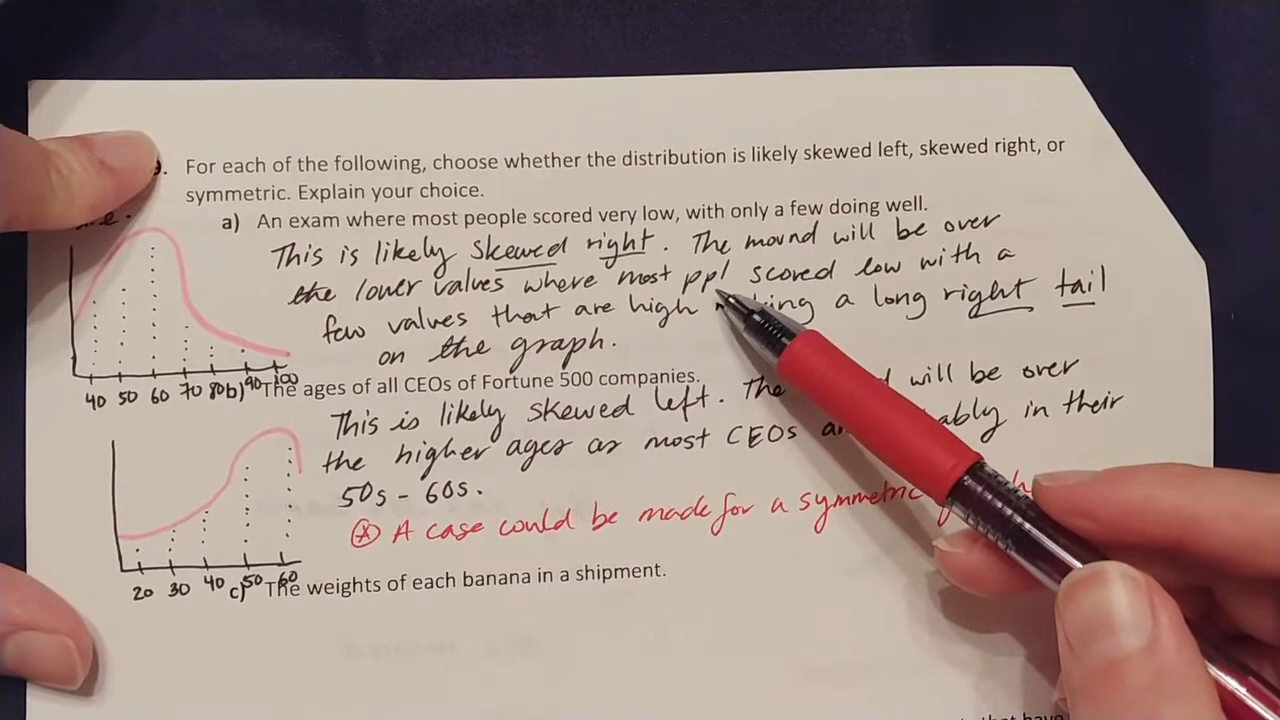 For each of the following, choose whether the distribution is likely skewed left, skewed right, or
symmetric. Explain your choice.
a) An exam where most people scored very low, with only a few doing well.
This is likely skewed right. The mound will be over
the lower values where most ppl scored low with a
few values that are high a long right tail
on the graph.
40 50 60 70 80 90 100
b) The ages of all CEOs of Fortune 500 companies.
This is likely skewed left. The will be over
the higher ages as most CEOs in their
50s - 60s.
A case could be made for a symmetric
20 30 40 50 60
c) The weights of each banana in a shipment.
that have